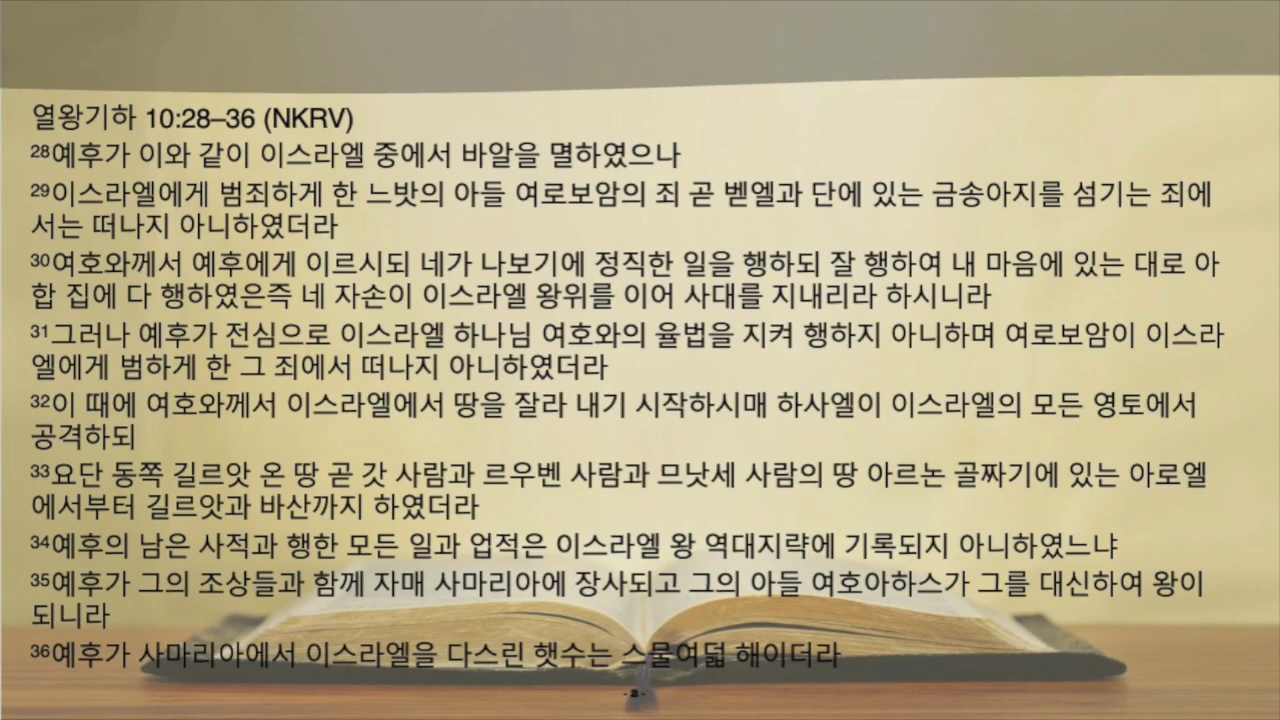 열왕기하 10:28–36 (NKRV)
28예후가 이와 같이 이스라엘 중에서 바알을 멸하였으나
29이스라엘에게 범죄하게 한 느밧의 아들 여로보암의 죄 곧 벧엘과 단에 있는 금송아지를 섬기는 죄에
서는 떠나지 아니하였더라
30여호와께서 예후에게 이르시되 네가 나보기에 정직한 일을 행하되 잘 행하여 내 마음에 있는 대로 아
합 집에 다 행하였은즉 네 자손이 이스라엘 왕위를 이어 사대를 지내리라 하시니라
31그러나 예후가 전심으로 이스라엘 하나님 여호와의 율법을 지켜 행하지 아니하며 여로보암이 이스라
엘에게 범하게 한 그 죄에서 떠나지 아니하였더라
32이 때에 여호와께서 이스라엘에서 땅을 잘라 내기 시작하시매 하사엘이 이스라엘의 모든 영토에서
공격하되
33요단 동쪽 길르앗 온 땅 곧 갓 사람과 르우벤 사람과 므낫세 사람의 땅 아르논 골짜기에 있는 아로엘
에서부터 길르앗과 바산까지 하였더라
34예후의 남은 사적과 행한 모든 일과 업적은 이스라엘 왕 역대지략에 기록되지 아니하였느냐
35예후가 그의 조상들과 함께 자매 사마리아에 장사되고 그의 아들 여호아하스가 그를 대신하여 왕이
되니라
36예후가 사마리아에서 이스라엘을 다스린 햇수는 스물여덟 해이더라
- 2 -